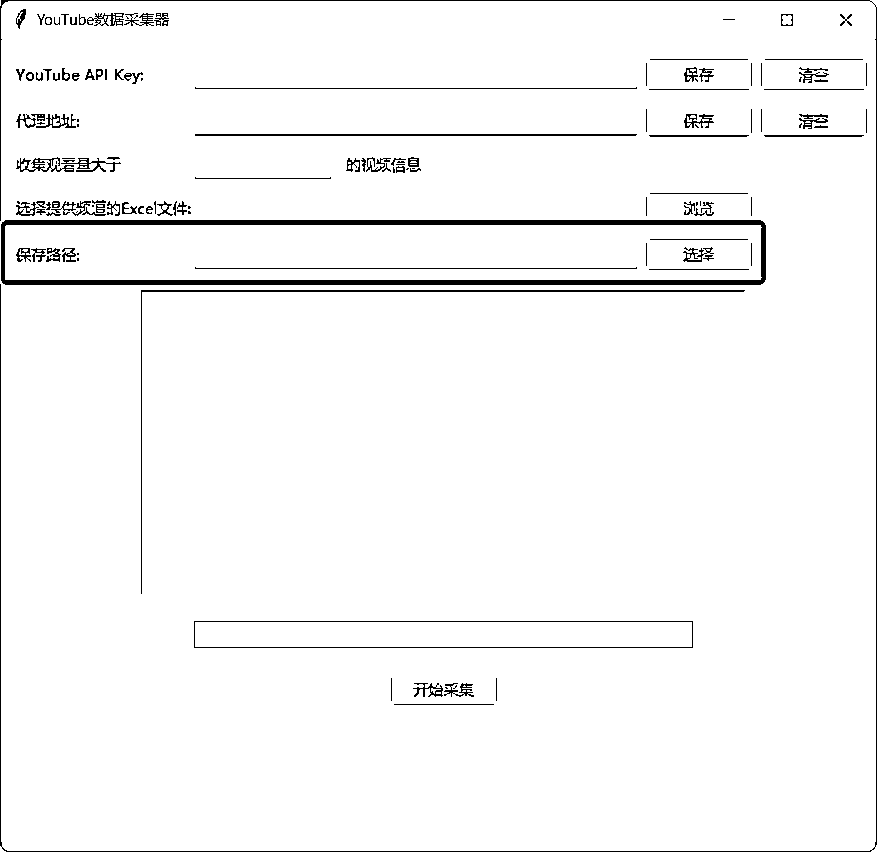 YouTube数据采集器
YouTube API Key: 保存 清空
代理地址: 保存 清空
收集观看量大于 的视频信息
选择提供频道的Excel文件: 浏览
保存路径: 选择
开始采集